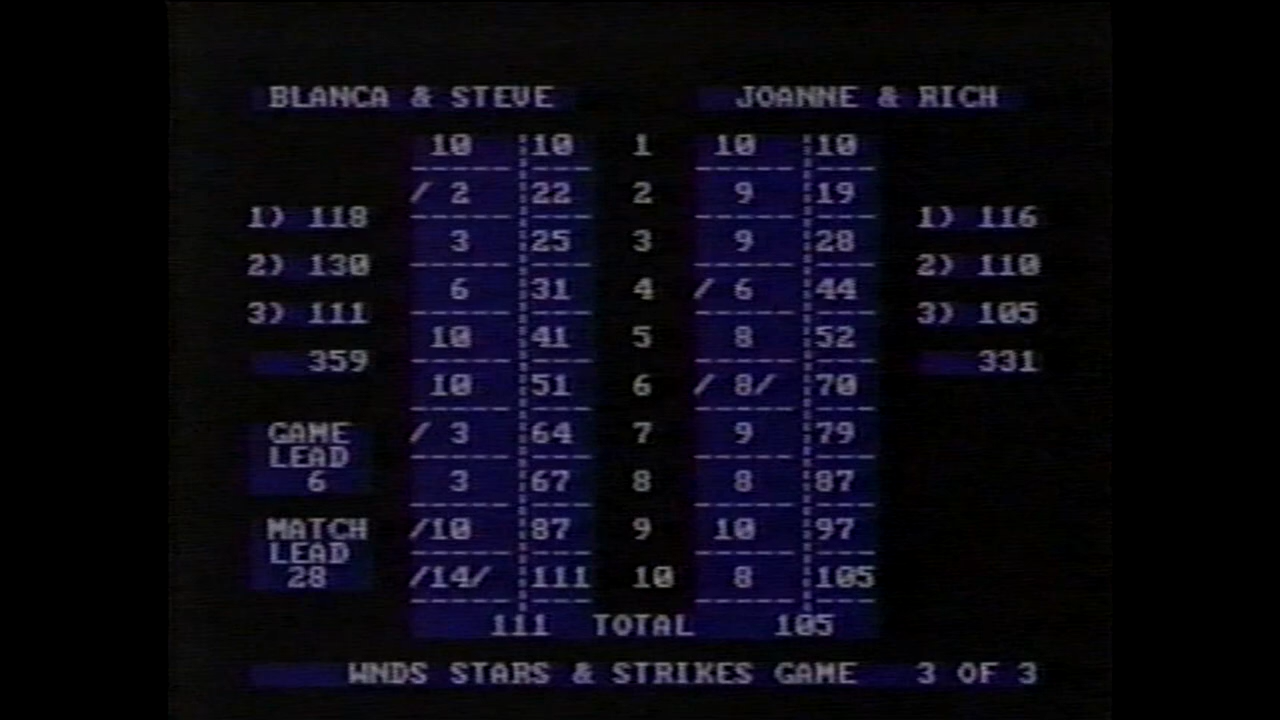 BLANCA & STEVE JOANNE & RICH
10 10 1 10 10
/ 2 22 2 9 19
1) 118 1) 116
3 25 3 9 28
2) 130 2) 110
6 31 4 / 6 44
3) 111 3) 105
10 41 5 8 52
359 331
10 51 6 / 8/ 70
GAME / 3 64 7 9 79
LEAD
6 3 67 8 8 87
MATCH /10 87 9 10 97
LEAD
28 /14/ 111 10 8 105
111 TOTAL 105
WNDS STARS & STRIKES GAME 3 OF 3